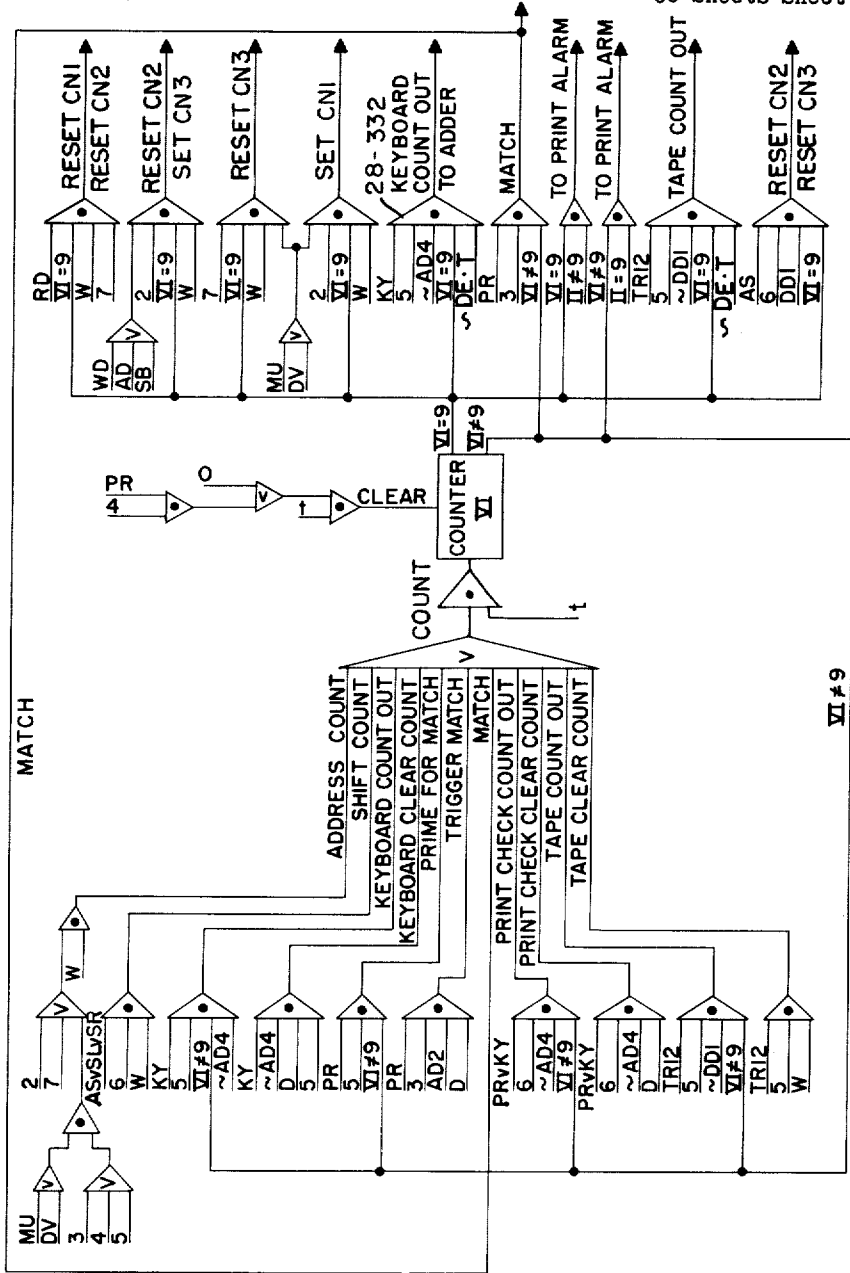 MATCH
MU
DV
3
4
5
2
7
ASvSLvSR
W
6
W
KY
5
VI≠9
~AD4
KY
~AD4
D
5
PR
5
VI≠9
PR
3
AD2
D
PRvKY
6
~AD4
VI≠9
PRvKY
6
~AD4
D
TR12
5
~DD1
VI≠9
TR12
5
W
ADDRESS COUNT
SHIFT COUNT
KEYBOARD COUNT OUT
KEYBOARD CLEAR COUNT
PRIME FOR MATCH
TRIGGER MATCH
MATCH
PRINT CHECK COUNT OUT
PRINT CHECK CLEAR COUNT
TAPE COUNT OUT
TAPE CLEAR COUNT
v
COUNT
t
COUNTER
VI
PR
4
O
v
t
CLEAR
VI=9
VI≠9
VI≠9
RD
VI=9
W
7
RESET CN1
RESET CN2
WD
AD
SB
v
2
VI=9
W
RESET CN2
SET CN3
7
VI=9
W
RESET CN3
MU
DV
v
2
VI=9
W
SET CN1
KY
5
~AD4
VI=9
~DE·T
28-332
KEYBOARD
COUNT OUT
TO ADDER
PR
3
VI≠9
MATCH
VI=9
II≠9
TO PRINT ALARM
VI≠9
II=9
TO PRINT ALARM
TR12
5
~DD1
VI=9
~DE·T
TAPE COUNT OUT
AS
6
DD1
VI=9
RESET CN2
RESET CN3